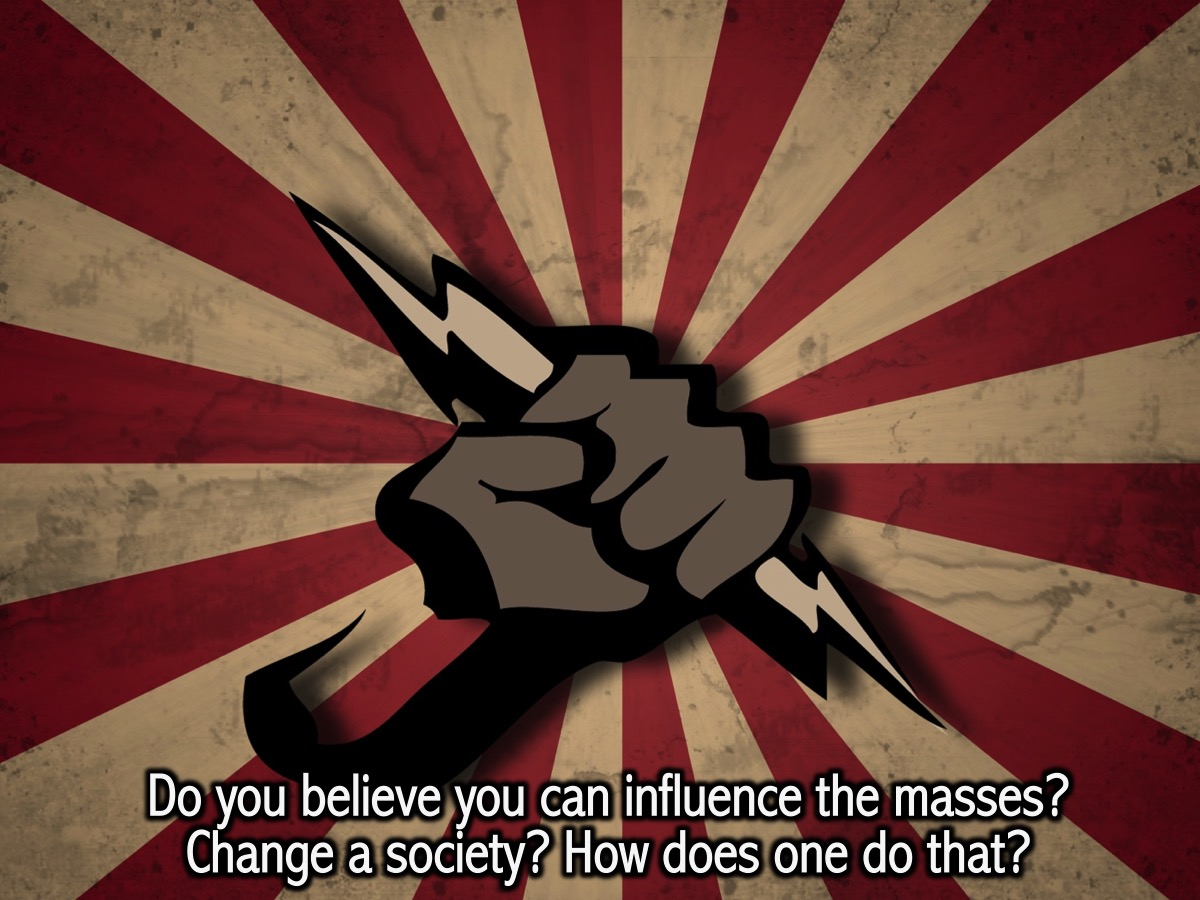 Do you believe you can influence the masses?
Change a society? How does one do that?